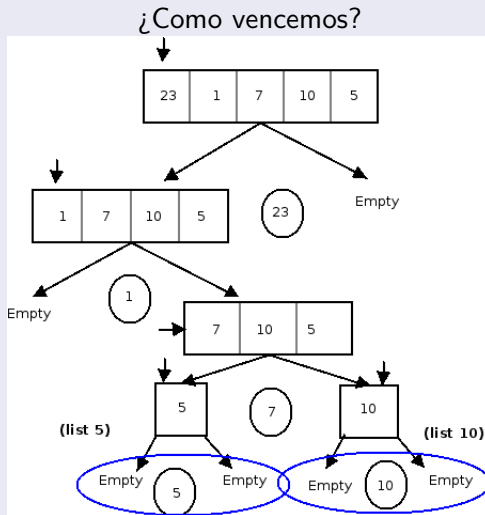 ¿Como vencemos?
23 1 7 10 5
23
Empty
1 7 10 5
Empty
1
7 10 5
5
7
10
(list 5)
(list 10)
Empty
Empty
Empty
Empty
5
10